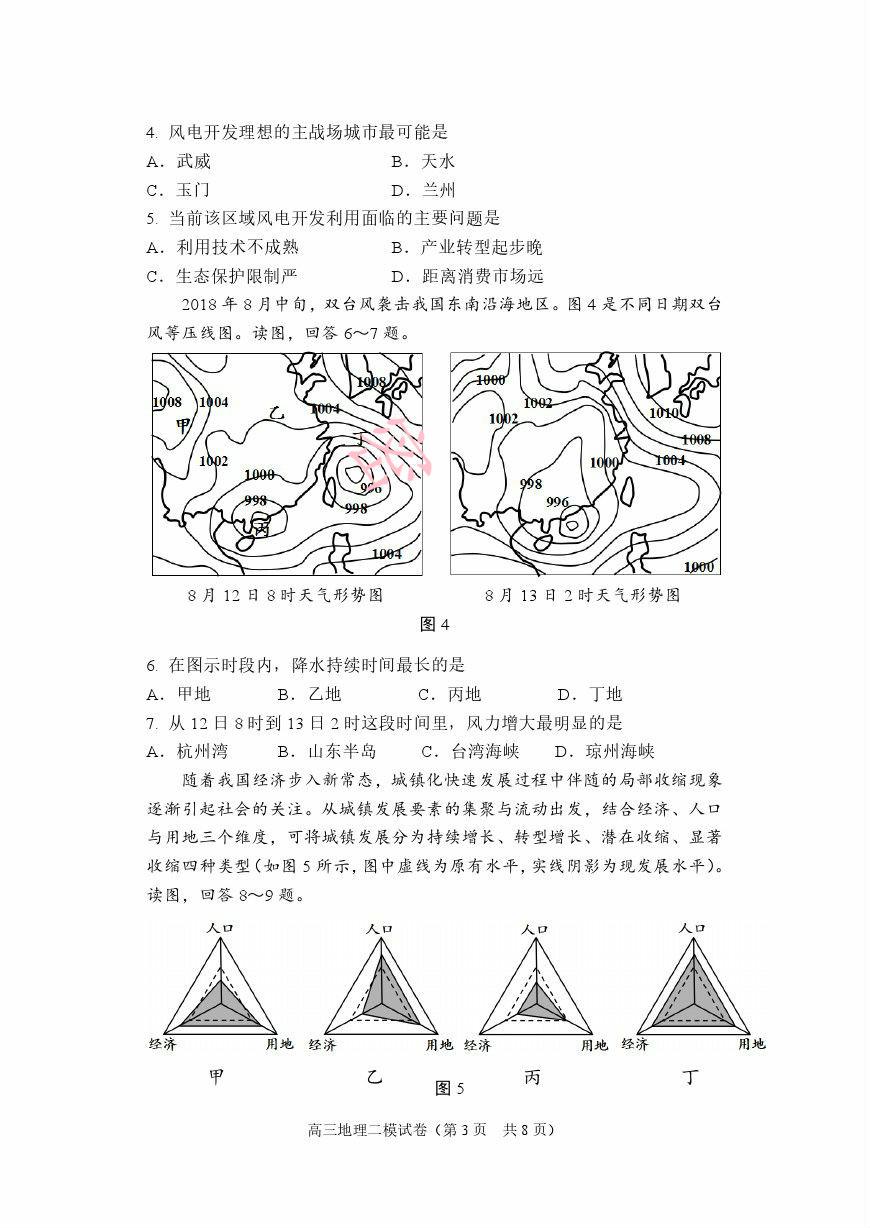 4. 风电开发理想的主战场城市最可能是
A．武威 B．天水
C．玉门 D．兰州
5. 当前该区域风电开发利用面临的主要问题是
A．利用技术不成熟 B．产业转型起步晚
C．生态保护限制严 D．距离消费市场远
2018 年 8 月中旬，双台风袭击我国东南沿海地区。图 4 是不同日期双台
风等压线图。读图，回答 6～7 题。
1008 1004 甲 乙 1008 1004 丁 1002 1000 998 丙 996 998 1004
1000 1002 1002 1010 1008 1004 1000 998 996 1000
8 月 12 日 8 时天气形势图 8 月 13 日 2 时天气形势图
图 4
6. 在图示时段内，降水持续时间最长的是
A．甲地 B．乙地 C．丙地 D．丁地
7. 从 12 日 8 时到 13 日 2 时这段时间里，风力增大最明显的是
A．杭州湾 B．山东半岛 C．台湾海峡 D．琼州海峡
随着我国经济步入新常态，城镇化快速发展过程中伴随的局部收缩现象
逐渐引起社会的关注。从城镇发展要素的集聚与流动出发，结合经济、人口
与用地三个维度，可将城镇发展分为持续增长、转型增长、潜在收缩、显著
收缩四种类型（如图 5 所示，图中虚线为原有水平，实线阴影为现发展水平）。
读图，回答 8～9 题。
人口 人口 人口 人口
经济 用地 经济 用地 经济 用地 经济 用地
甲 乙 丙 丁
图 5
高三地理二模试卷（第 3 页 共 8 页）